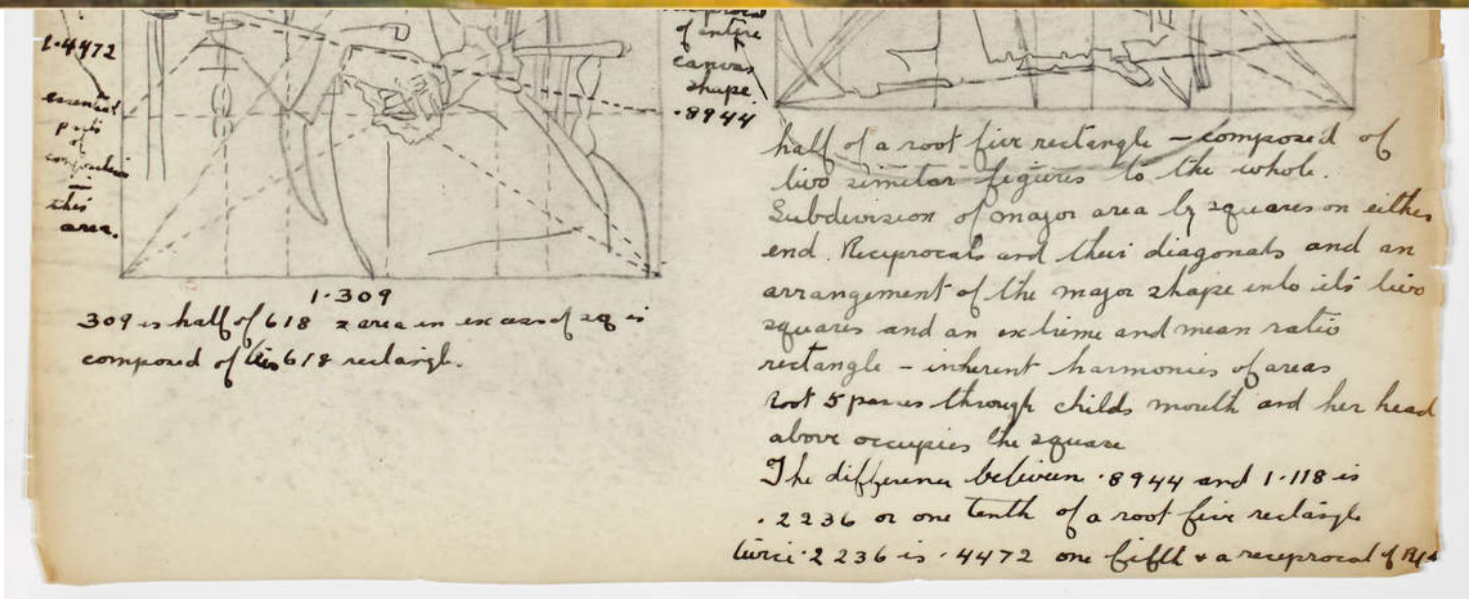 1.4472
essential
parts
of
composition
in
this
area.
of entire
canvas
shape
.8944
1.309
309 is half of 618 & area in excess of sq is
composed of two 618 rectangle.
half of a root five rectangle – composed of
two similar figures to the whole.
Subdivision of major area by squares on either
end. Reciprocals and their diagonals and an
arrangement of the major shape into its two
squares and an extreme and mean ratio
rectangle – inherent harmonies of areas
root 5 passes through childs mouth and her head
above occupies the square
The difference between .8944 and 1.118 is
.2236 or one tenth of a root five rectangle
twice .2236 is .4472 one fifth & a reciprocal of